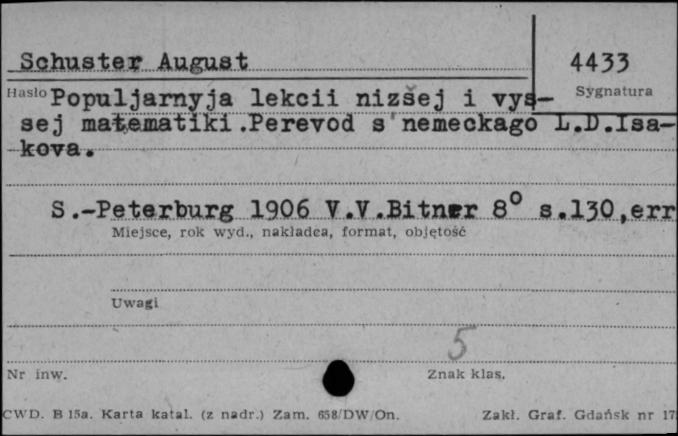 Schuster August
4433
Hasło
Sygnatura
Populjarnyja lekcii nizšej i vys-
sej matematiki.Perevod s nemeckago L.D.Isa-
kova.
S.-Peterburg 1906 V.V.Bitner 8° s.130,err
Miejsce, rok wyd., nakładca, format, objętość
Uwagi
5
Nr inw.
Znak klas.
CWD. B 15a. Karta katal. (z nadr.) Zam. 658/DW/On.
Zakł. Graf. Gdańsk nr 17